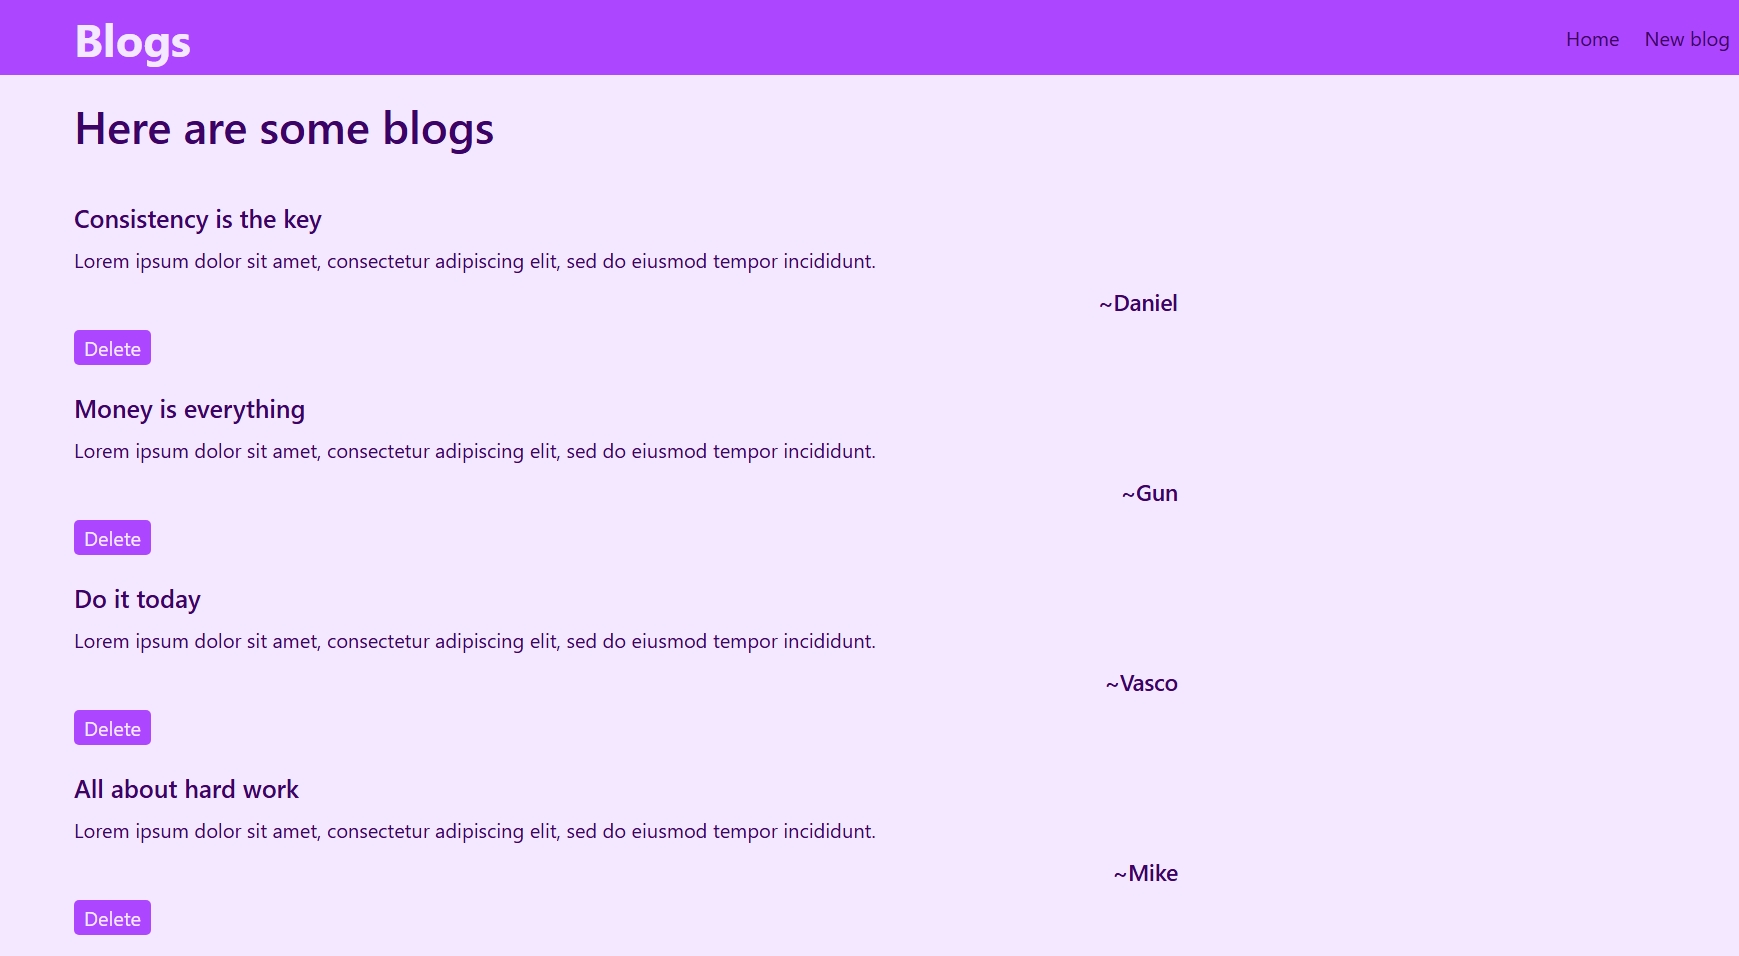 Blogs
Home
New blog
Here are some blogs
Consistency is the key
Lorem ipsum dolor sit amet, consectetur adipiscing elit, sed do eiusmod tempor incididunt.
~Daniel
Delete
Money is everything
Lorem ipsum dolor sit amet, consectetur adipiscing elit, sed do eiusmod tempor incididunt.
~Gun
Delete
Do it today
Lorem ipsum dolor sit amet, consectetur adipiscing elit, sed do eiusmod tempor incididunt.
~Vasco
Delete
All about hard work
Lorem ipsum dolor sit amet, consectetur adipiscing elit, sed do eiusmod tempor incididunt.
~Mike
Delete